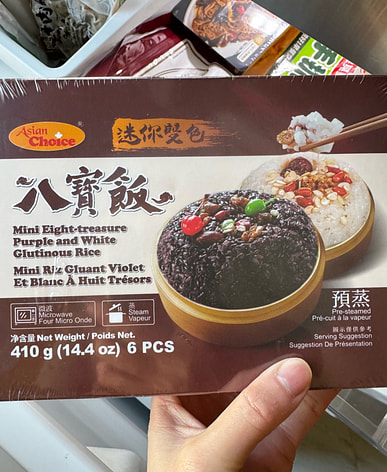 Asian
Choice
迷你雙包
八寶飯
Mini Eight-treasure
Purple and White
Glutinous Rice
Mini Riz Gluant Violet
Et Blanc À Huit Trésors
微波
Microwave
Four Micro Onde
蒸
Steam
Vapeur
預蒸
Pre-steamed
Pré-cuit à la vapeur
圖示僅供參考
Serving Suggestion
Suggestion De Présentation
净含量 Net Weight / Poids Net.
410 g (14.4 oz) 6 PCS